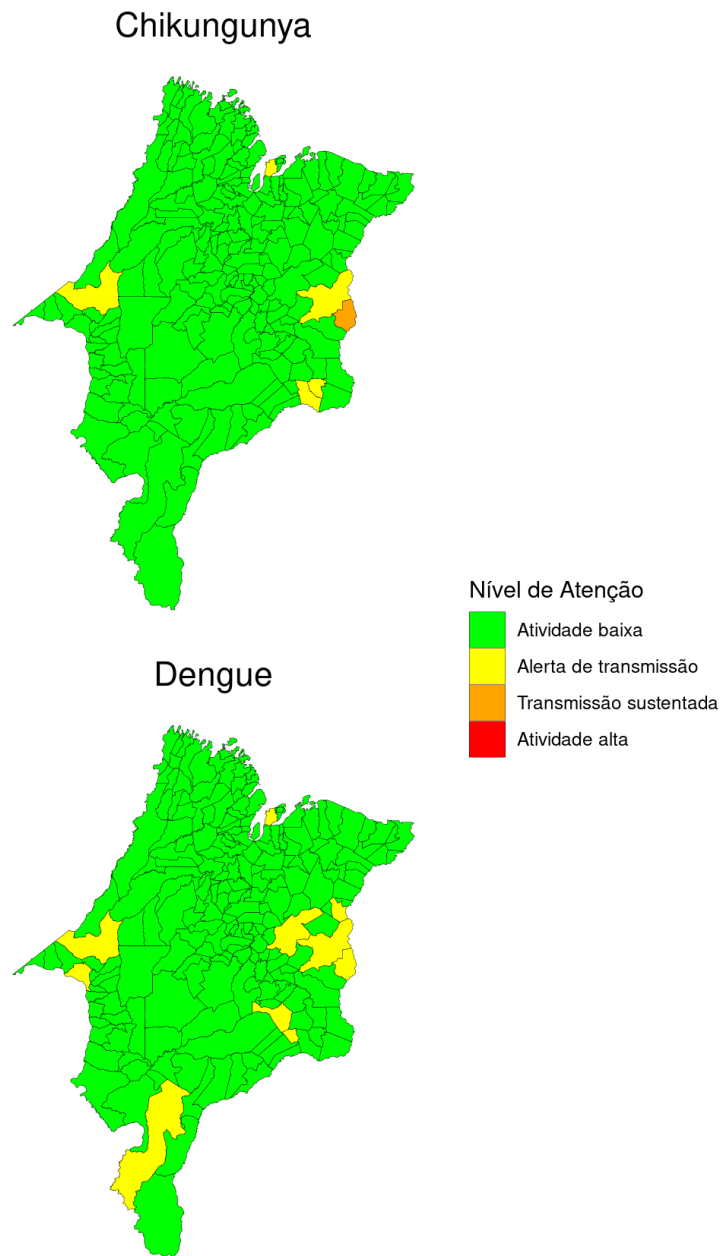 Chikungunya
Nível de Atenção
Atividade baixa
Alerta de transmissão
Transmissão sustentada
Atividade alta
Dengue